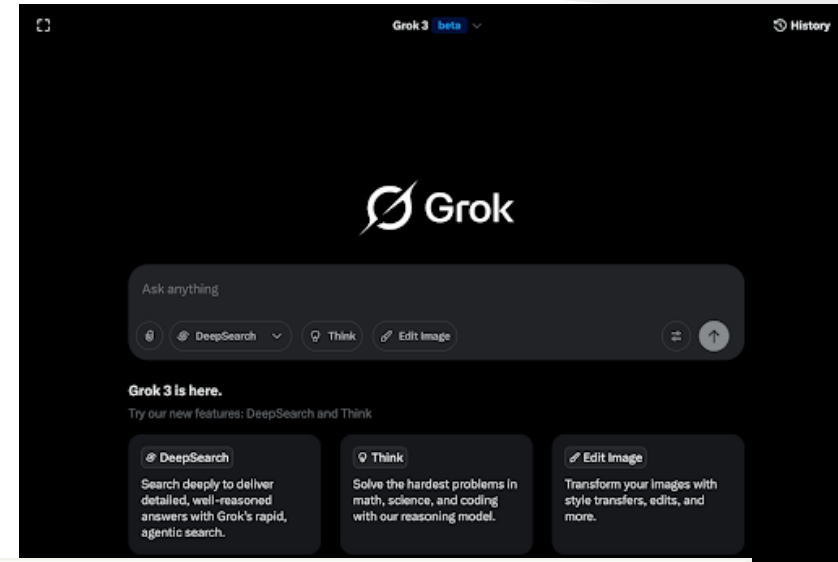 Grok 3 beta
History
Grok
Ask anything
DeepSearch
Think
Edit Image
Grok 3 is here.
Try our new features: DeepSearch and Think
DeepSearch
Search deeply to deliver
detailed, well-reasoned
answers with Grok's rapid,
agentic search.
Think
Solve the hardest problems in
math, science, and coding
with our reasoning model.
Edit Image
Transform your images with
style transfers, edits, and
more.